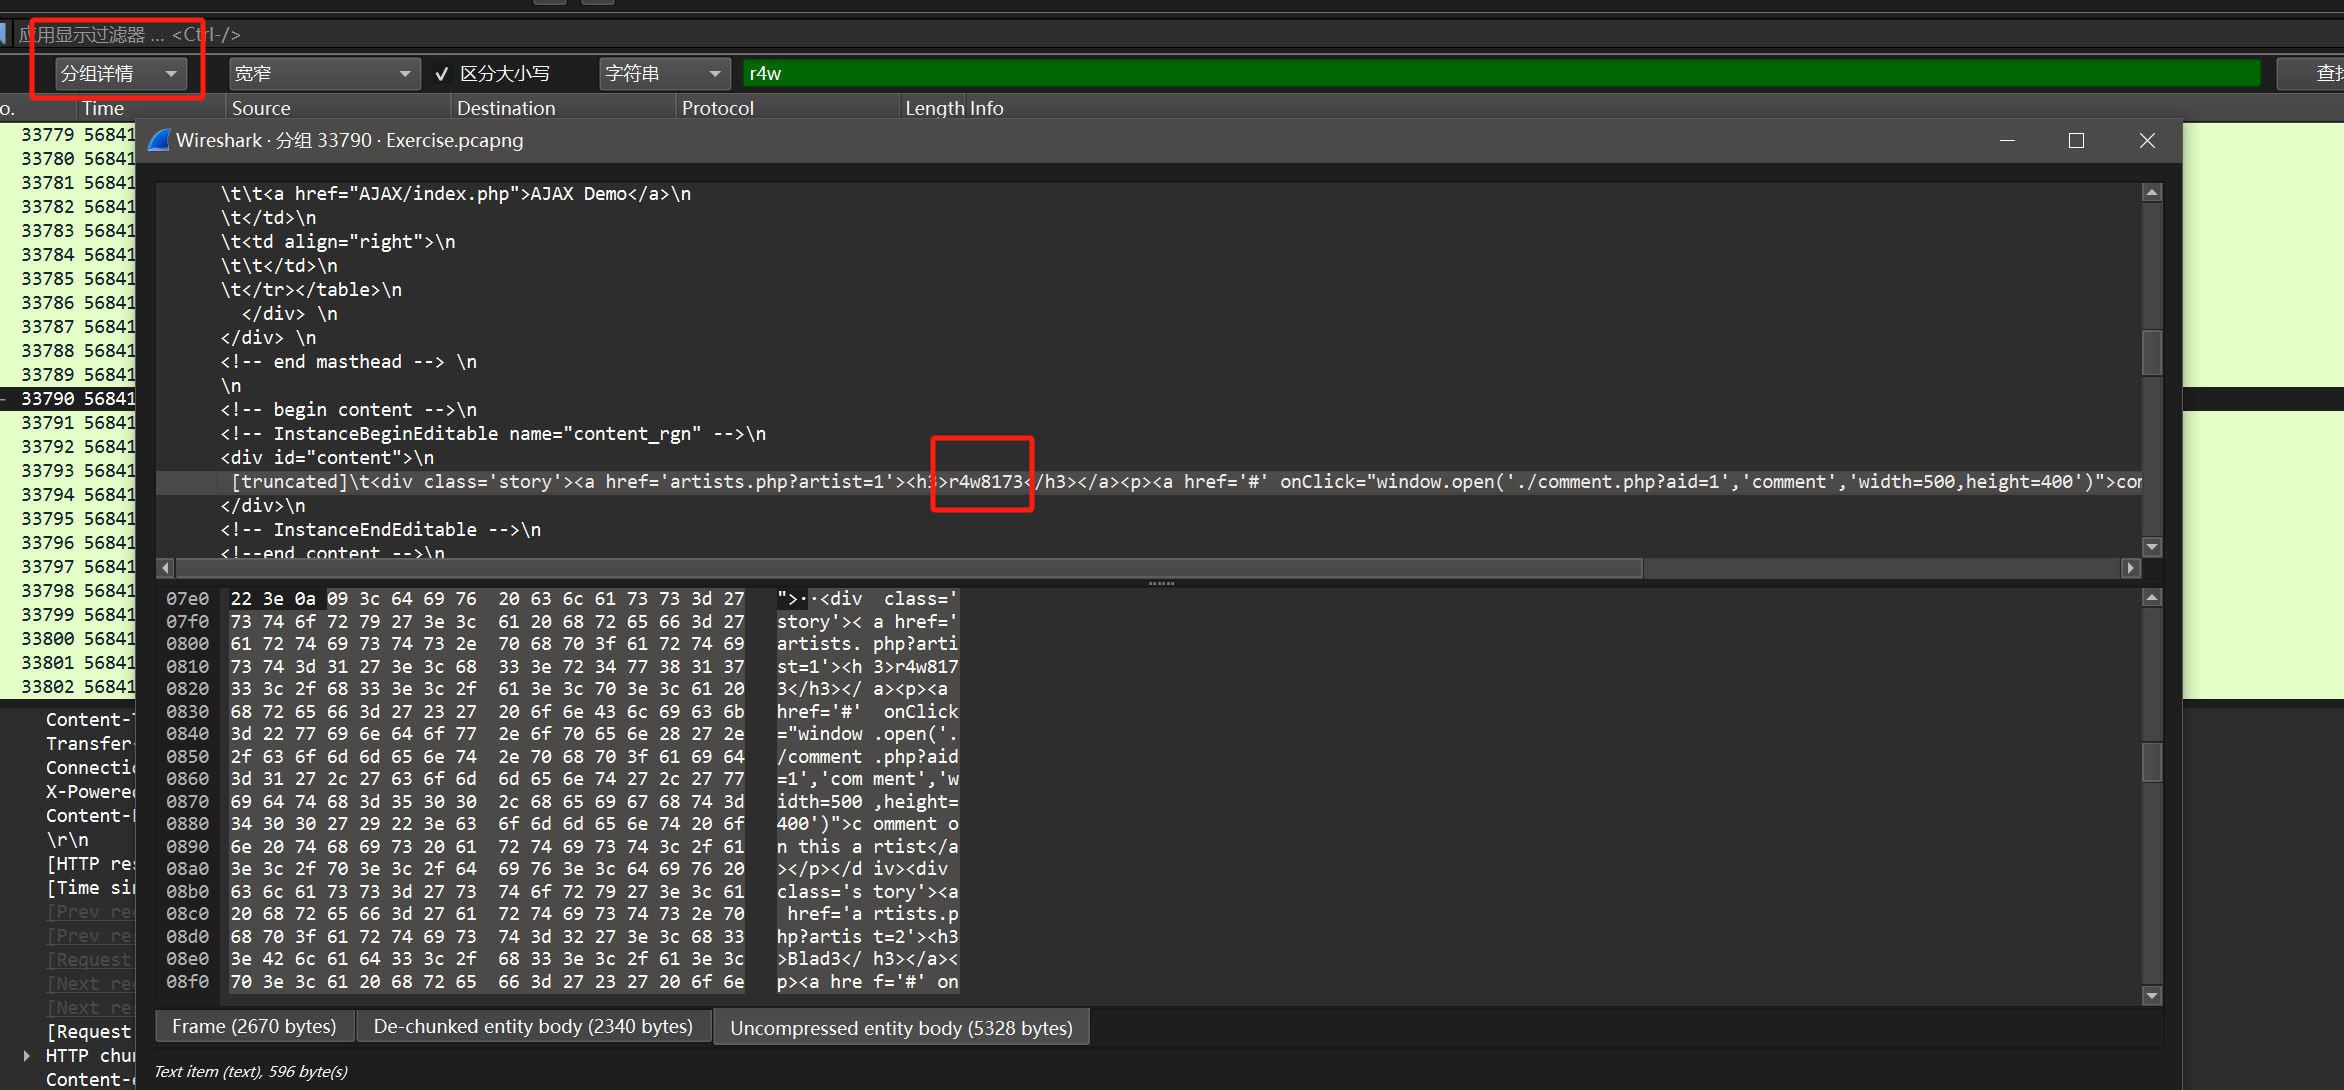 应用显示过滤器 … <Ctrl-/>
分组详情 宽窄 区分大小写 字符串 r4w 查找
o. Time Source Destination Protocol Length Info
33779 56841
33780 56841
33781 56841
33782 56841
33783 56841
33784 56841
33785 56841
33786 56841
33787 56841
33788 56841
33789 56841
33790 56841
33791 56841
33792 56841
33793 56841
33794 56841
33795 56841
33796 56841
33797 56841
33798 56841
33799 56841
33800 56841
33801 56841
33802 56841
Wireshark · 分组 33790 · Exercise.pcapng
\t\t<a href="AJAX/index.php">AJAX Demo</a>\n
\t</td>\n
\t<td align="right">\n
\t\t</td>\n
\t</tr></table>\n
</div> \n
</div> \n
<!-- end masthead --> \n
\n
<!-- begin content -->\n
<!-- InstanceBeginEditable name="content_rgn" -->\n
<div id="content">\n
[truncated]\t<div class='story'><a href='artists.php?artist=1'><h3>r4w8173</h3></a><p><a href='#' onClick="window.open('./comment.php?aid=1','comment','width=500,height=400')">com
</div>\n
<!-- InstanceEndEditable -->\n
<!--end content -->\n
07e0 22 3e 0a 09 3c 64 69 76 20 63 6c 61 73 73 3d 27 ">··<div class='
07f0 73 74 6f 72 79 27 3e 3c 61 20 68 72 65 66 3d 27 story'>< a href='
0800 61 72 74 69 73 74 73 2e 70 68 70 3f 61 72 74 69 artists. php?arti
0810 73 74 3d 31 27 3e 3c 68 33 3e 72 34 77 38 31 37 st=1'><h 3>r4w817
0820 33 3c 2f 68 33 3e 3c 2f 61 3e 3c 70 3e 3c 61 20 3</h3></ a><p><a
0830 68 72 65 66 3d 27 23 27 20 6f 6e 43 6c 69 63 6b href='#' onClick
0840 3d 22 77 69 6e 64 6f 77 2e 6f 70 65 6e 28 27 2e ="window .open('.
0850 2f 63 6f 6d 6d 65 6e 74 2e 70 68 70 3f 61 69 64 /comment .php?aid
0860 3d 31 27 2c 27 63 6f 6d 6d 65 6e 74 27 2c 27 77 =1','com ment','w
0870 69 64 74 68 3d 35 30 30 2c 68 65 69 67 68 74 3d idth=500 ,height=
0880 34 30 30 27 29 22 3e 63 6f 6d 6d 65 6e 74 20 6f 400')">c omment o
0890 6e 20 74 68 69 73 20 61 72 74 69 73 74 3c 2f 61 n this a rtist</a
08a0 3e 3c 2f 70 3e 3c 2f 64 69 76 3e 3c 64 69 76 20 ></p></d iv><div
08b0 63 6c 61 73 73 3d 27 73 74 6f 72 79 27 3e 3c 61 class='s tory'><a
08c0 20 68 72 65 66 3d 27 61 72 74 69 73 74 73 2e 70 href='a rtists.p
08d0 68 70 3f 61 72 74 69 73 74 3d 32 27 3e 3c 68 33 hp?artis t=2'><h3
08e0 3e 42 6c 61 64 33 3c 2f 68 33 3e 3c 2f 61 3e 3c >Blad3</ h3></a><
08f0 70 3e 3c 61 20 68 72 65 66 3d 27 23 27 20 6f 6e p><a hre f='#' on
Frame (2670 bytes) De-chunked entity body (2340 bytes) Uncompressed entity body (5328 bytes)
Text item (text), 596 byte(s)
Content-
Transfer-
Connectio
X-Powered
Content-
\r\n
[HTTP res
[Time sin
[Prev req
[Prev res
[Request
[Next req
[Next res
[Request
HTTP chun
Content-e